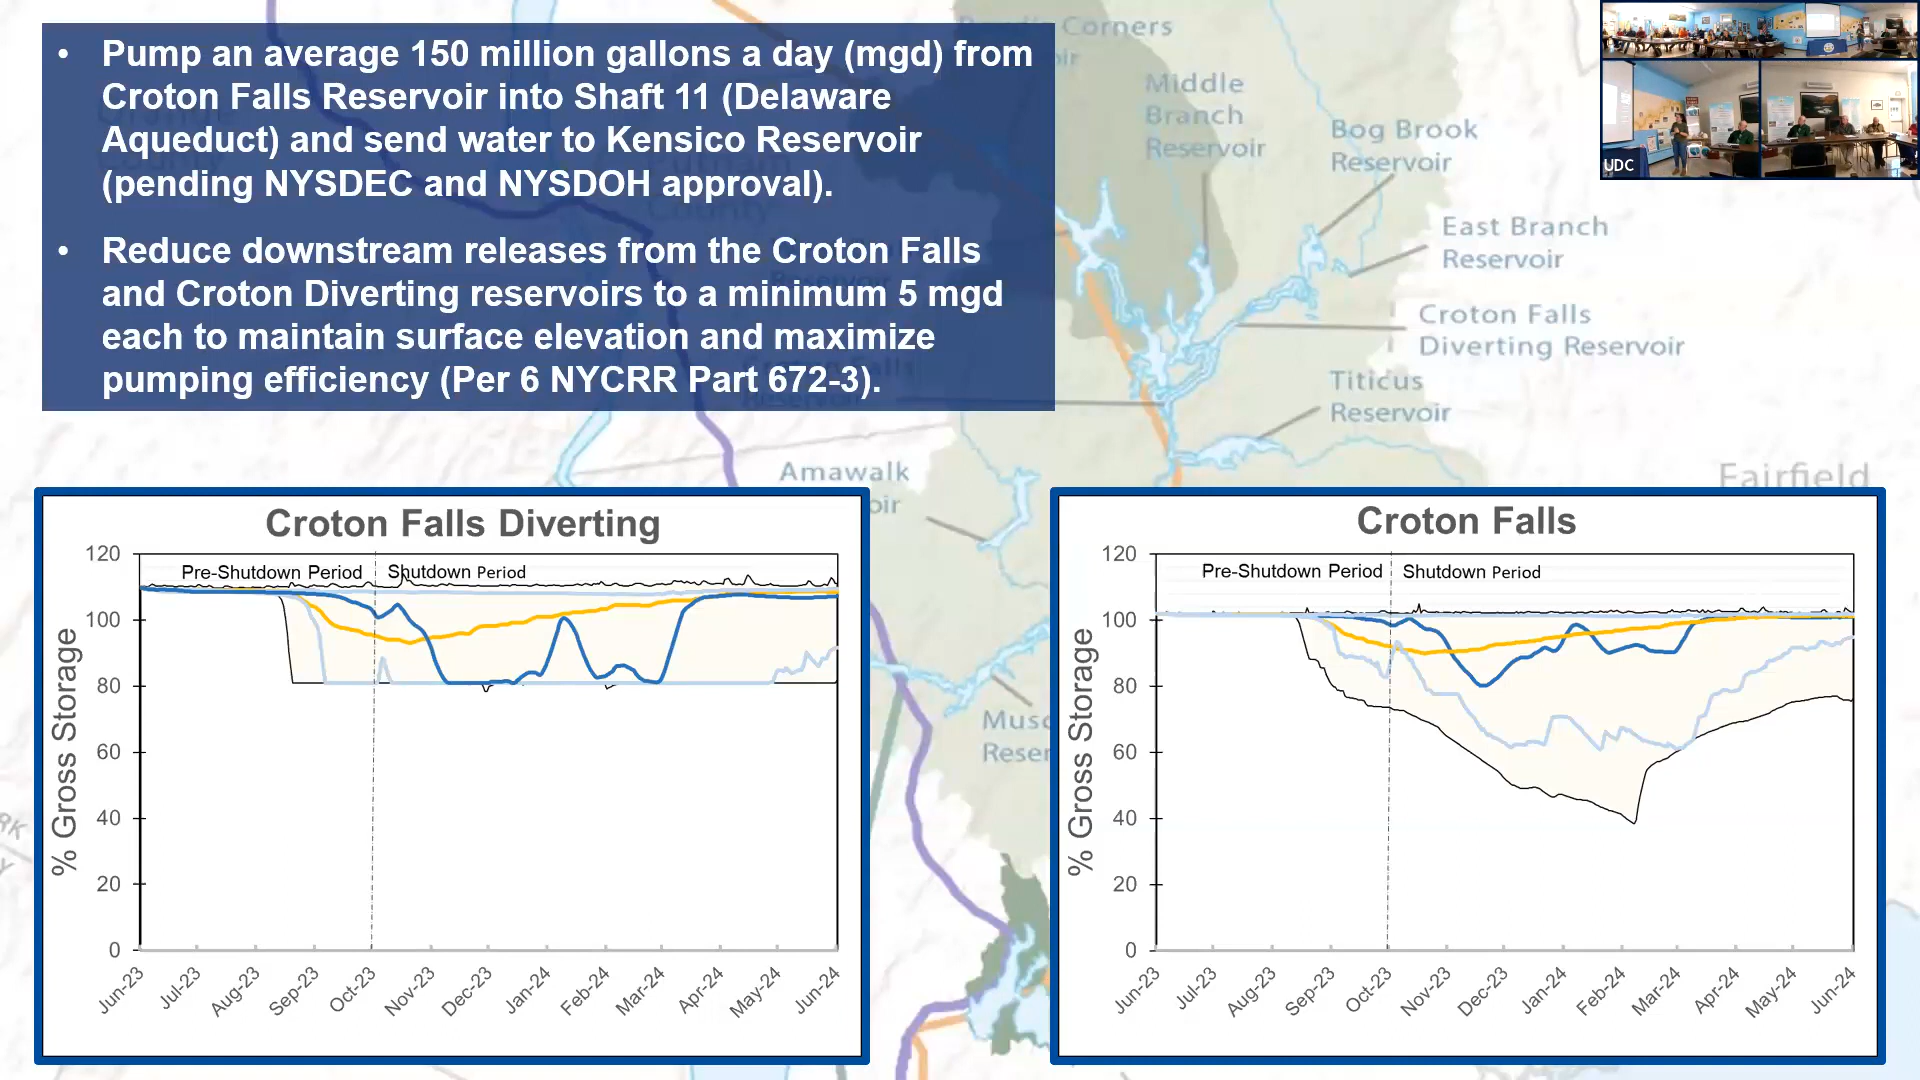 • Pump an average 150 million gallons a day (mgd) from
Croton Falls Reservoir into Shaft 11 (Delaware
Aqueduct) and send water to Kensico Reservoir
(pending NYSDEC and NYSDOH approval).
• Reduce downstream releases from the Croton Falls
and Croton Diverting reservoirs to a minimum 5 mgd
each to maintain surface elevation and maximize
pumping efficiency (Per 6 NYCRR Part 672-3).
Corners
Middle
Branch
Reservoir
Bog Brook
Reservoir
East Branch
Reservoir
Croton Falls
Diverting Reservoir
Titicus
Reservoir
Amawalk
Fairfield
UDC
Croton Falls Diverting
Pre-Shutdown Period
Shutdown Period
% Gross Storage
120
100
80
60
40
20
0
Jun-23
Jul-23
Aug-23
Sep-23
Oct-23
Nov-23
Dec-23
Jan-24
Feb-24
Mar-24
Apr-24
May-24
Jun-24
Croton Falls
Pre-Shutdown Period
Shutdown Period
% Gross Storage
120
100
80
60
40
20
0
Jun-23
Jul-23
Aug-23
Sep-23
Oct-23
Nov-23
Dec-23
Jan-24
Feb-24
Mar-24
Apr-24
May-24
Jun-24